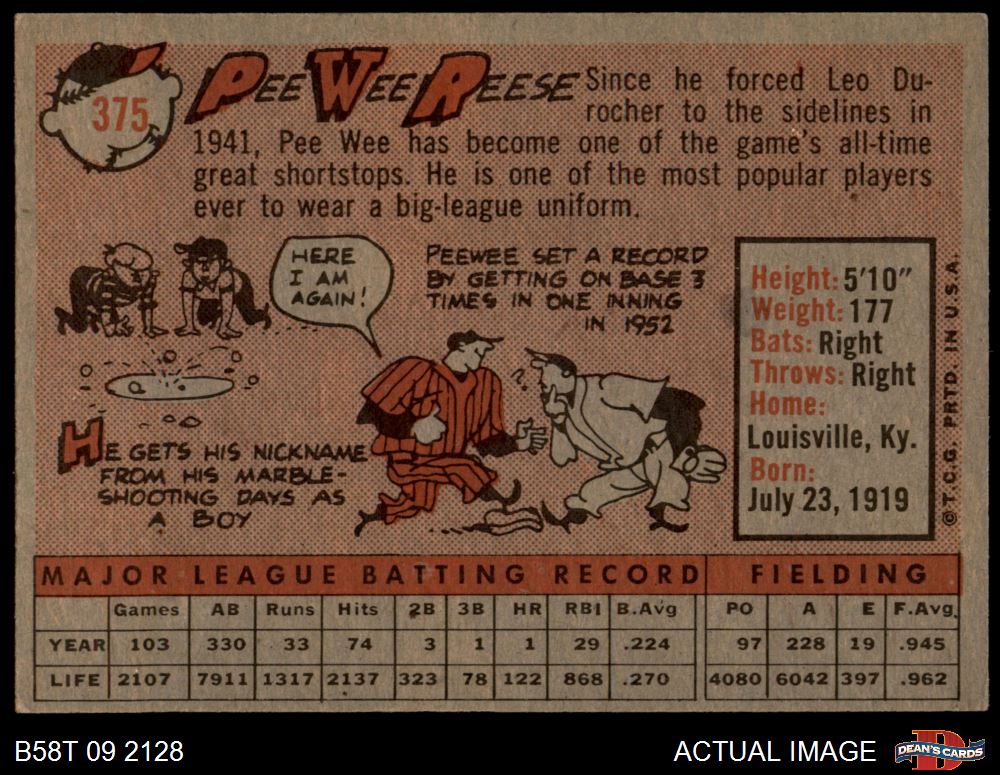 375
PEE WEE REESE Since he forced Leo Du-
rocher to the sidelines in
1941, Pee Wee has become one of the game's all-time
great shortstops. He is one of the most popular players
ever to wear a big-league uniform.
HERE
I AM
AGAIN!
PEEWEE SET A RECORD
BY GETTING ON BASE 3
TIMES IN ONE INNING
IN 1952
??
HE GETS HIS NICKNAME
FROM HIS MARBLE-
SHOOTING DAYS AS
A BOY
Height: 5'10"
Weight: 177
Bats: Right
Throws: Right
Home:
Louisville, Ky.
Born:
July 23, 1919
© T.C.G. PRTD. IN U.S.A.
MAJOR LEAGUE BATTING RECORD FIELDING
Games AB Runs Hits 2B 3B HR RBI B.Avg PO A E F.Avg.
YEAR 103 330 33 74 3 1 1 29 .224 97 228 19 .945
LIFE 2107 7911 1317 2137 323 78 122 868 .270 4080 6042 397 .962
B58T 09 2128 ACTUAL IMAGE D DEAN'S CARDS